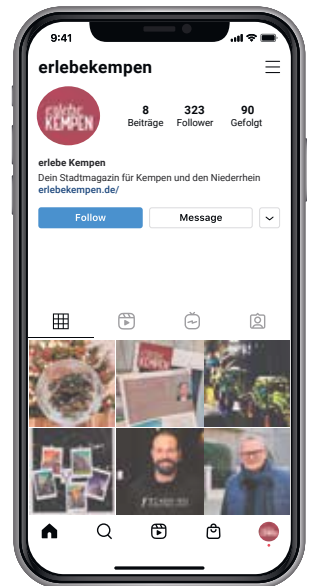 9:41
erlebekempen
erlebe
KEMPEN
8 323 90
Beiträge Follower Gefolgt
erlebe Kempen
Dein Stadtmagazin für Kempen und den Niederrhein
erlebekempen.de/
Follow Message